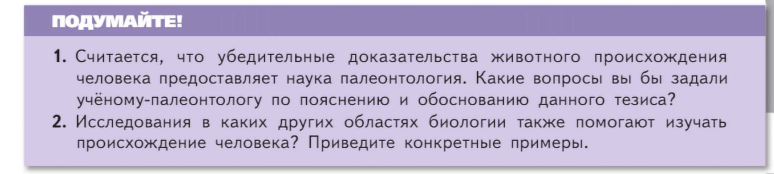 ПОДУМАЙТЕ!
1. Считается, что убедительные доказательства животного происхождения
человека предоставляет наука палеонтология. Какие вопросы вы бы задали
учёному-палеонтологу по пояснению и обоснованию данного тезиса?
2. Исследования в каких других областях биологии также помогают изучать
происхождение человека? Приведите конкретные примеры.